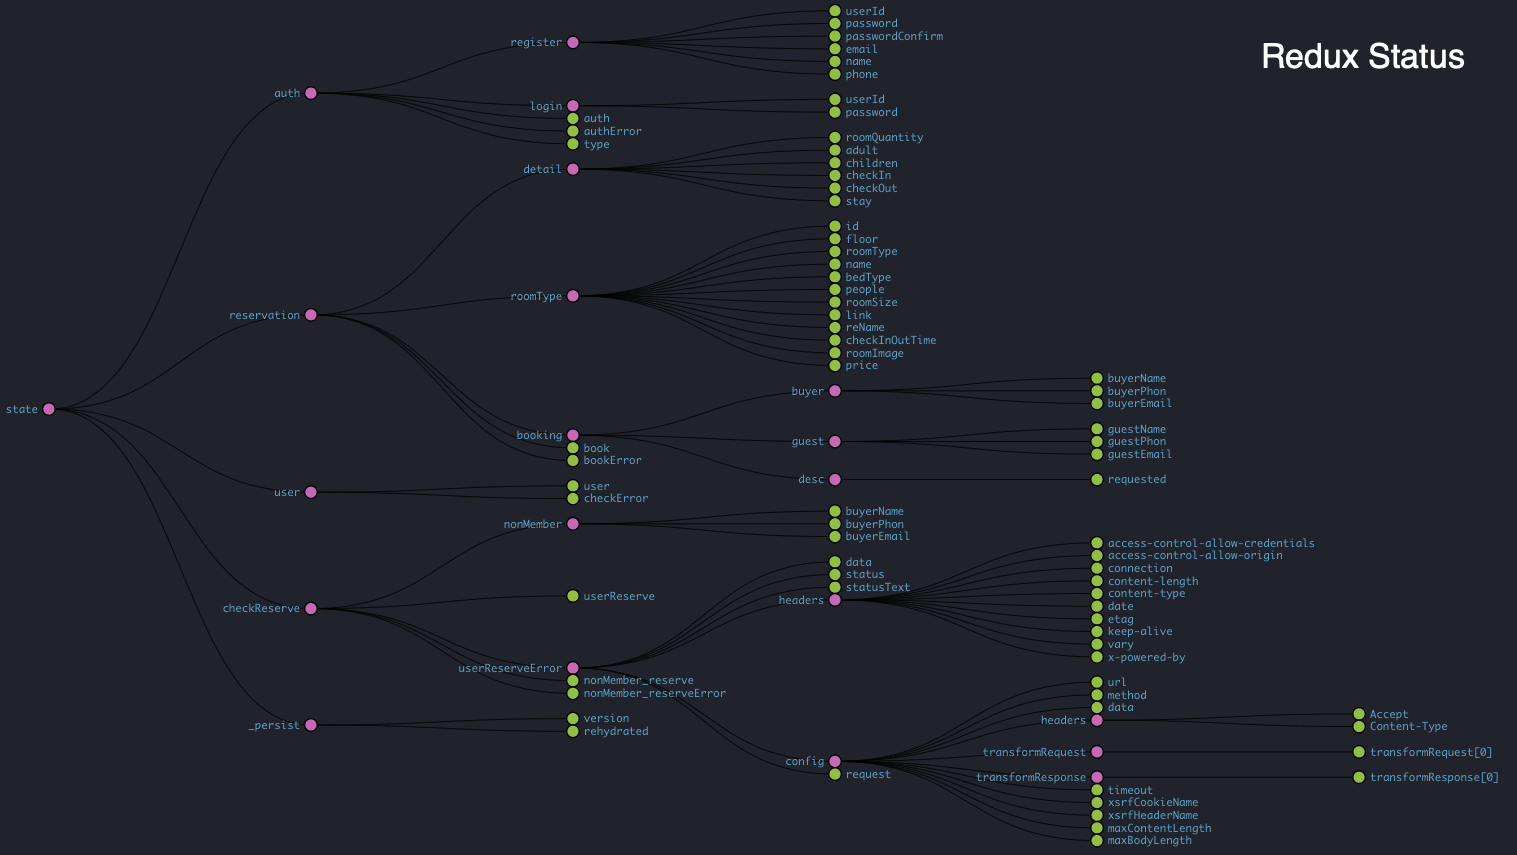 Redux Status
state
auth
register
userId
password
passwordConfirm
email
name
phone
login
userId
password
auth
authError
type
reservation
detail
roomQuantity
adult
children
checkIn
checkOut
stay
roomType
id
floor
roomType
name
bedType
people
roomSize
link
reName
checkInOutTime
roomImage
price
booking
buyer
buyerName
buyerPhon
buyerEmail
guest
guestName
guestPhon
guestEmail
desc
requested
book
bookError
user
user
checkError
checkReserve
nonMember
buyerName
buyerPhon
buyerEmail
userReserve
userReserveError
data
status
statusText
headers
access-control-allow-credentials
access-control-allow-origin
connection
content-length
content-type
date
etag
keep-alive
vary
x-powered-by
config
url
method
data
headers
Accept
Content-Type
transformRequest
transformRequest[0]
transformResponse
transformResponse[0]
timeout
xsrfCookieName
xsrfHeaderName
maxContentLength
maxBodyLength
request
nonMember_reserve
nonMember_reserveError
_persist
version
rehydrated